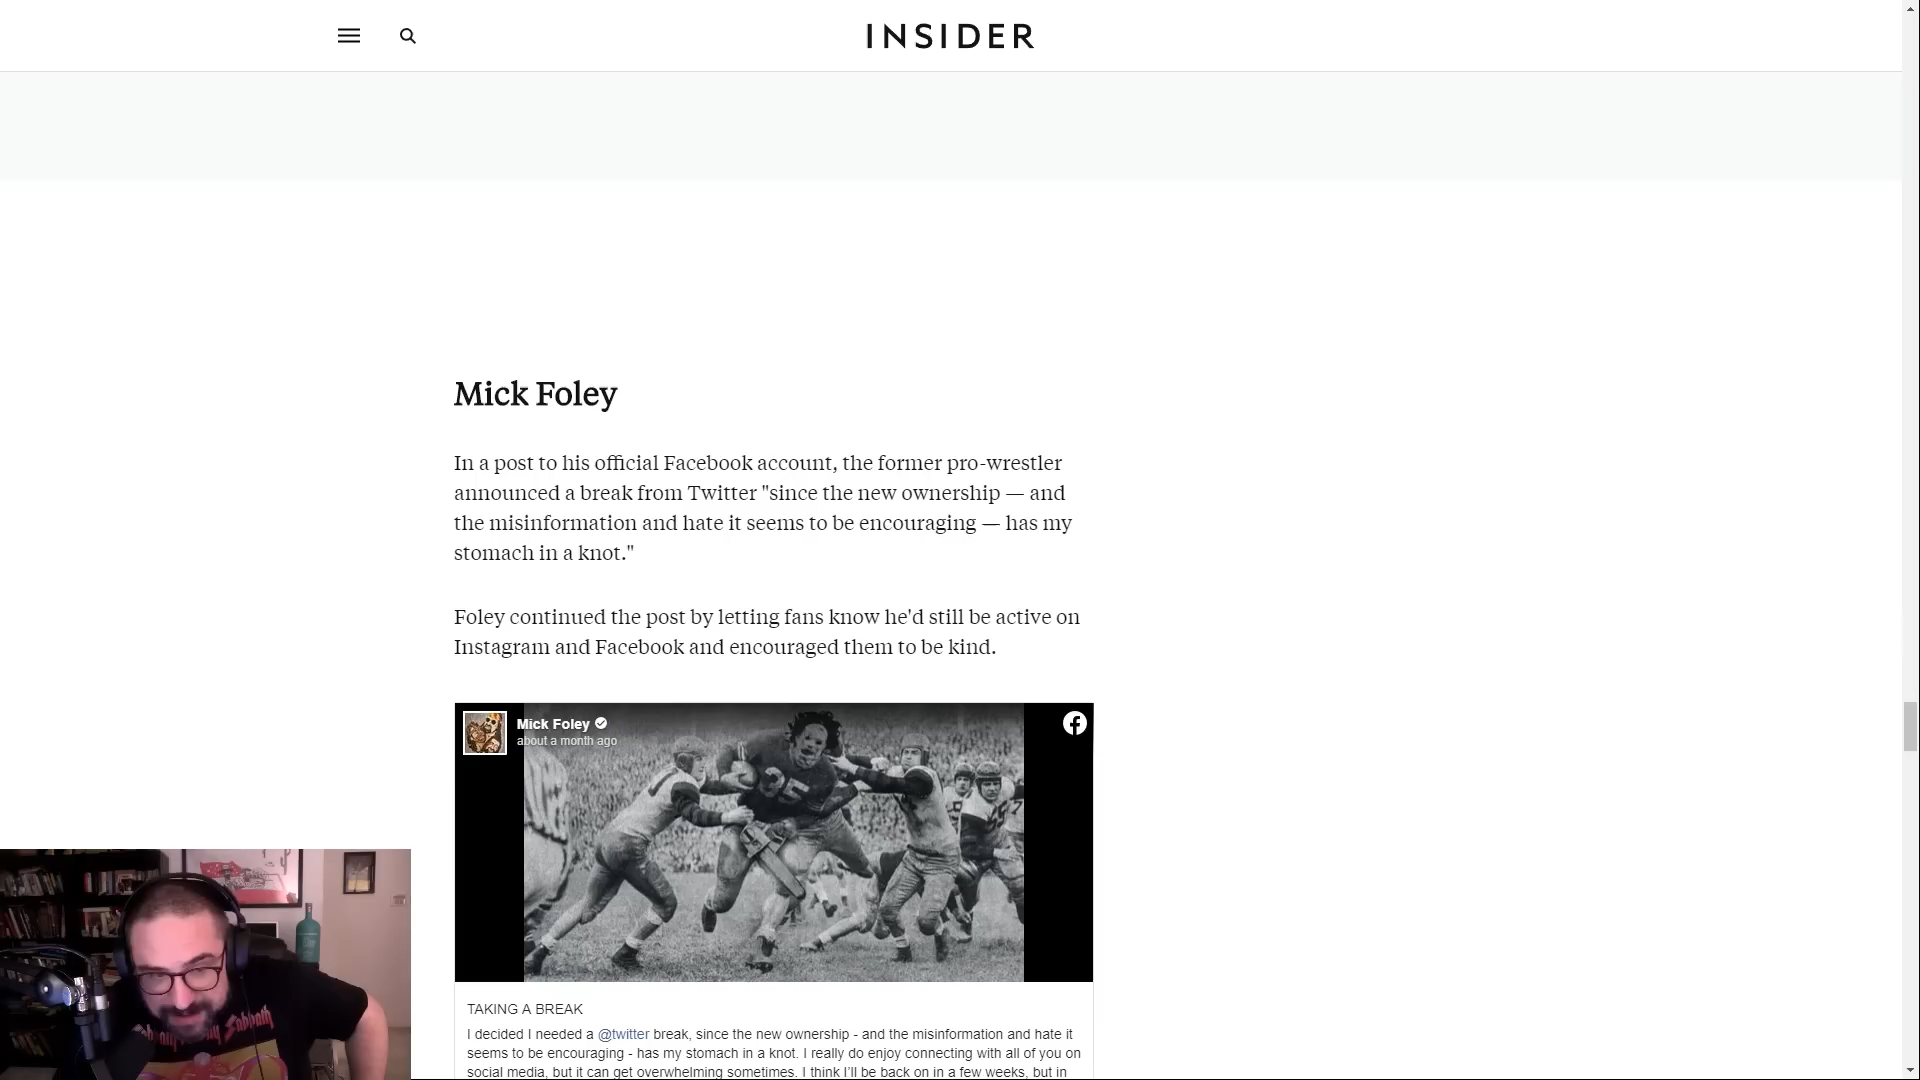 INSIDER
Mick Foley
In a post to his official Facebook account, the former pro-wrestler
announced a break from Twitter "since the new ownership — and
the misinformation and hate it seems to be encouraging — has my
stomach in a knot."
Foley continued the post by letting fans know he'd still be active on
Instagram and Facebook and encouraged them to be kind.
Mick Foley
about a month ago
35
TAKING A BREAK
I decided I needed a @twitter break, since the new ownership - and the misinformation and hate it
seems to be encouraging - has my stomach in a knot. I really do enjoy connecting with all of you on
social media, but it can get overwhelming sometimes. I think I'll be back on in a few weeks, but in
Sabbath